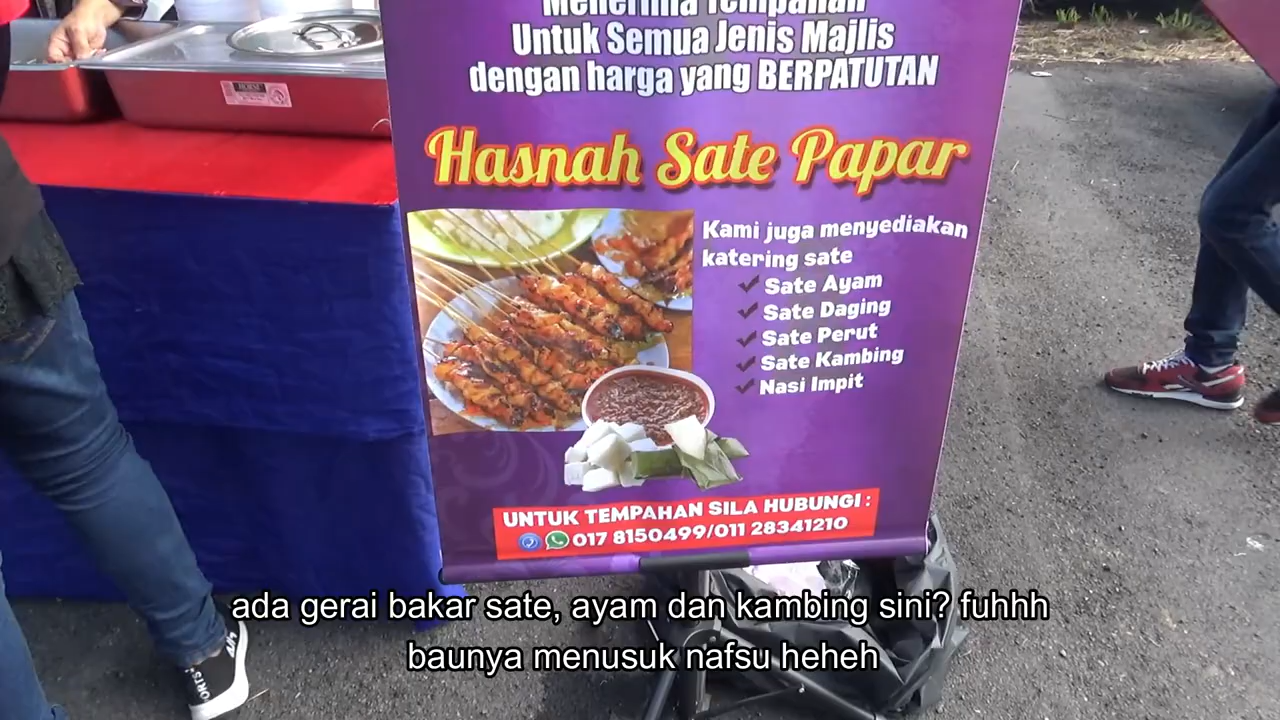 Menerima Tempahan
Untuk Semua Jenis Majlis
dengan harga yang BERPATUTAN
Hasnah Sate Papar
Kami juga menyediakan
katering sate
Sate Ayam
Sate Daging
Sate Perut
Sate Kambing
Nasi Impit
UNTUK TEMPAHAN SILA HUBUNGI :
017 8150499/011 28341210
ada gerai bakar sate, ayam dan kambing sini? fuhhh
baunya menusuk nafsu heheh